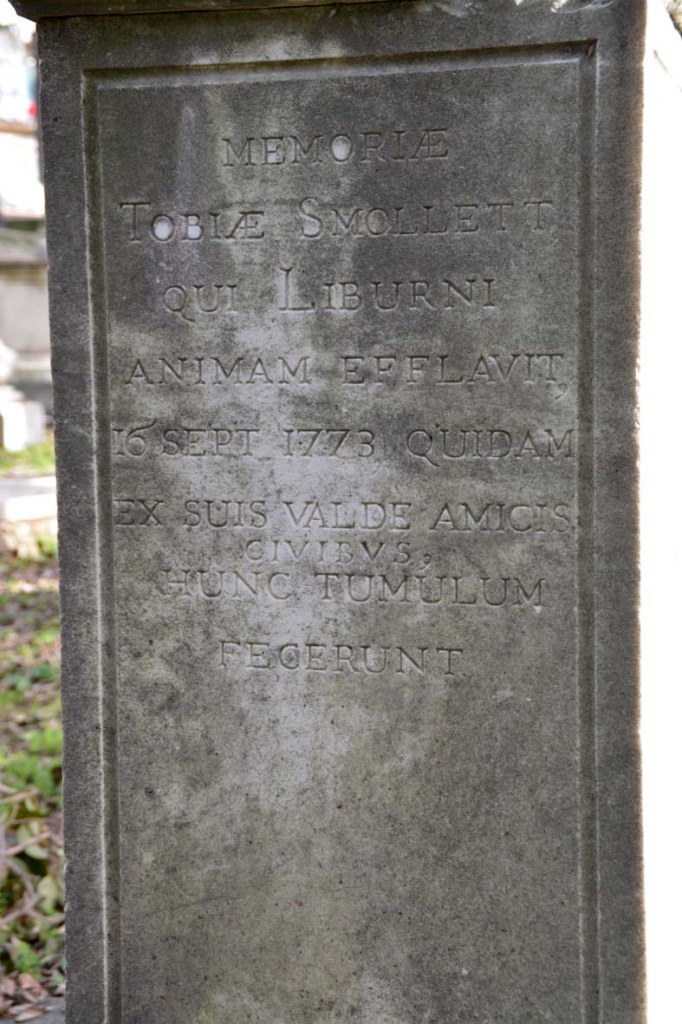 MEMORIÆ
TOBIÆ SMOLLETT
QUI LIBURNI
ANIMAM EFFLAVIT,
16 SEPT. 1773, QUIDAM
EX SUIS VALDE AMICIS
CIVIBVS,
HUNC TUMULUM
FECERUNT.